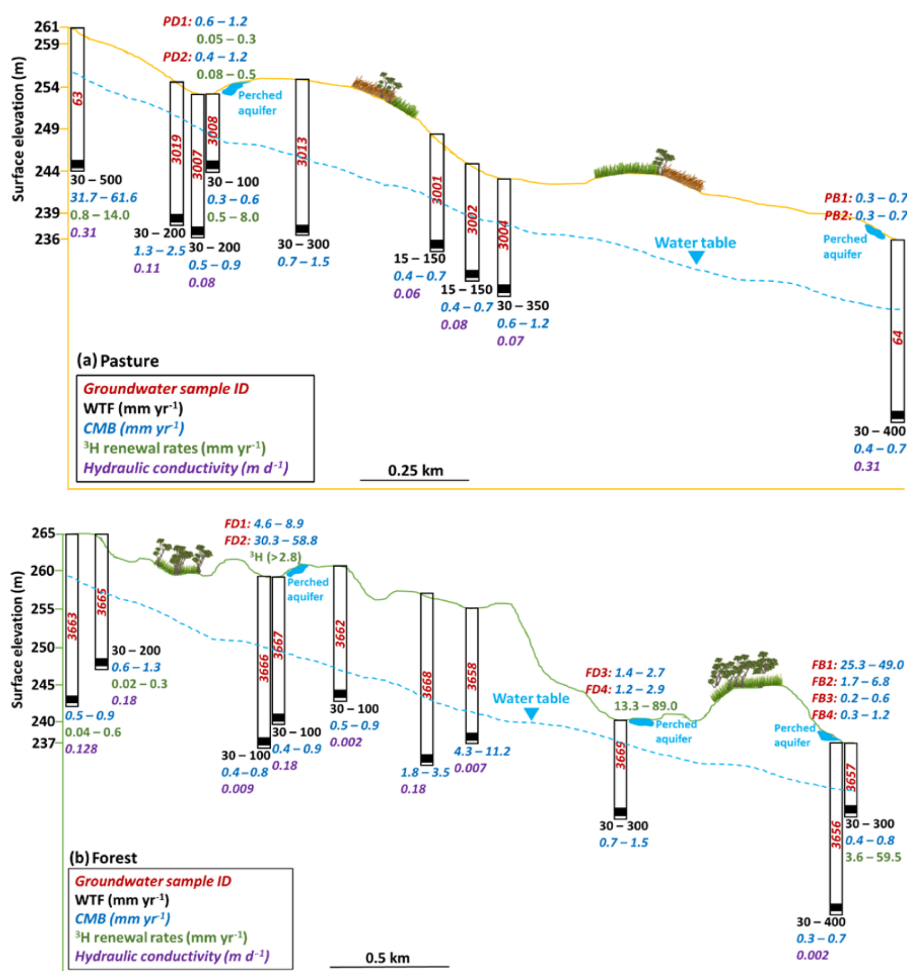 261
259
254
249
244
239
236
Surface elevation (m)
PD1: 0.6 – 1.2
0.05 – 0.3
PD2: 0.4 – 1.2
0.08 – 0.5
Perched
aquifer
63
30 – 500
31.7 – 61.6
0.8 – 14.0
0.31
3019
30 – 200
1.3 – 2.5
0.11
3007
30 – 200
0.5 – 0.9
0.08
3008
30 – 100
0.3 – 0.6
0.5 – 8.0
3013
30 – 300
0.7 – 1.5
3001
15 – 150
0.4 – 0.7
0.06
3002
15 – 150
0.4 – 0.7
0.08
3004
30 – 350
0.6 – 1.2
0.07
Water table
PB1: 0.3 – 0.7
PB2: 0.3 – 0.7
Perched
aquifer
64
30 – 400
0.4 – 0.7
0.31
(a) Pasture
Groundwater sample ID
WTF (mm yr⁻¹)
CMB (mm yr⁻¹)
³H renewal rates (mm yr⁻¹)
Hydraulic conductivity (m d⁻¹)
0.25 km
265
260
255
250
245
240
237
Surface elevation (m)
3663
0.5 – 0.9
0.04 – 0.6
0.128
3665
30 – 200
0.6 – 1.3
0.02 – 0.3
0.18
FD1: 4.6 – 8.9
FD2: 30.3 – 58.8
³H (>2.8)
Perched
aquifer
3666
30 – 100
0.4 – 0.8
0.009
3667
30 – 100
0.4 – 0.9
0.18
3662
30 – 100
0.5 – 0.9
0.002
3668
1.8 – 3.5
0.18
3658
4.3 – 11.2
0.007
Water table
FD3: 1.4 – 2.7
FD4: 1.2 – 2.9
13.3 – 89.0
Perched
aquifer
3669
30 – 300
0.7 – 1.5
FB1: 25.3 – 49.0
FB2: 1.7 – 6.8
FB3: 0.2 – 0.6
FB4: 0.3 – 1.2
Perched
aquifer
3657
30 – 300
0.4 – 0.8
3.6 – 59.5
3656
30 – 400
0.3 – 0.7
0.002
(b) Forest
Groundwater sample ID
WTF (mm yr⁻¹)
CMB (mm yr⁻¹)
³H renewal rates (mm yr⁻¹)
Hydraulic conductivity (m d⁻¹)
0.5 km